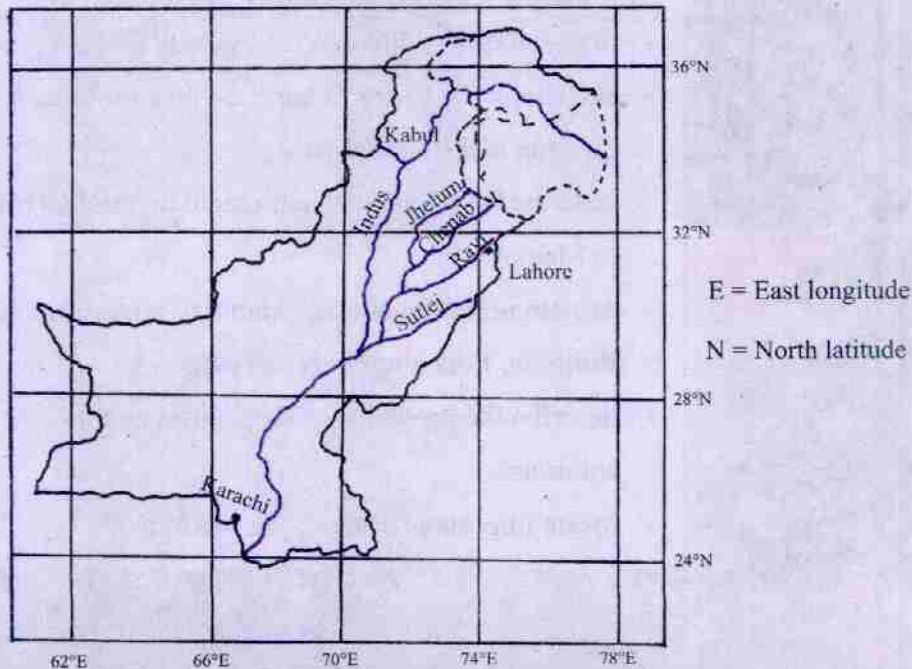 36°N
Kabul
Indus
Jhelum
Chenab
32°N
Ravi
Lahore
E = East longitude
Sutlej
N = North latitude
28°N
Karachi
24°N
62°E
66°E
70°E
74°E
78°E